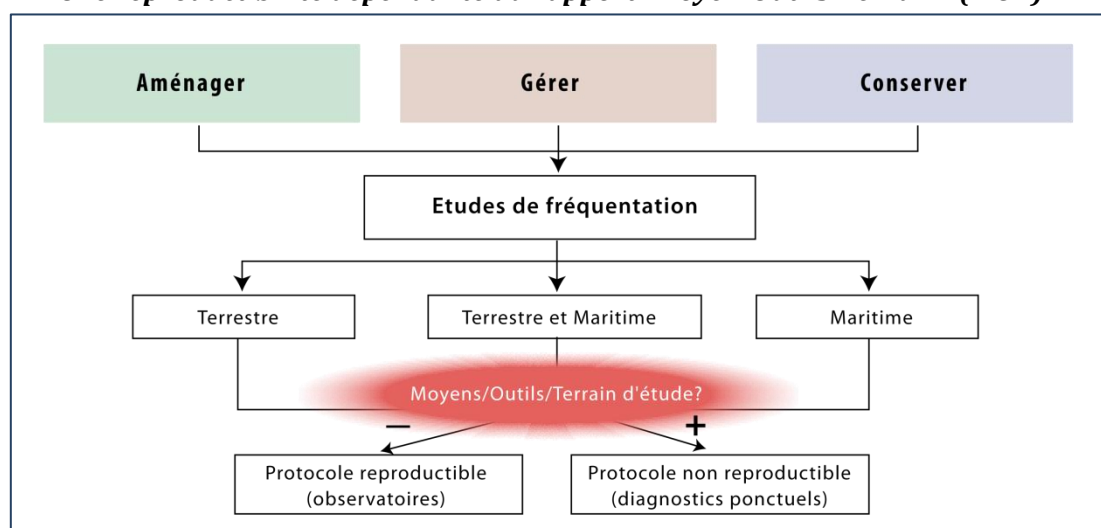 Aménager
Gérer
Conserver
Etudes de fréquentation
Terrestre
Terrestre et Maritime
Maritime
Moyens/Outils/Terrain d'étude?
– +
Protocole reproductible
(observatoires)
Protocole non reproductible
(diagnostics ponctuels)